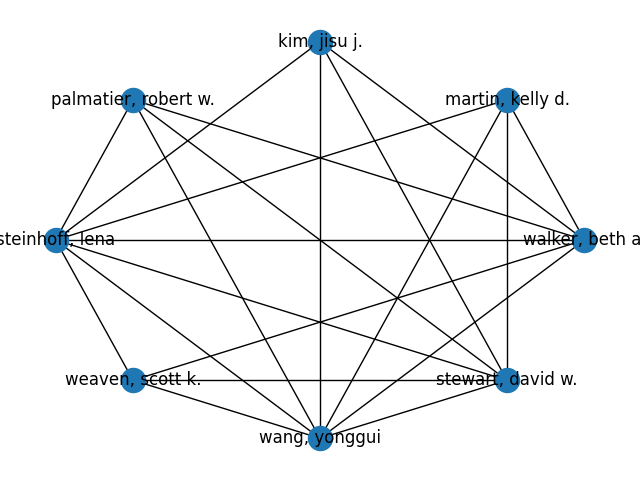 kim, jisu j.
palmatier, robert w.
martin, kelly d.
steinhoff, lena
walker, beth a
weaven, scott k.
stewart, david w.
wang, yonggui